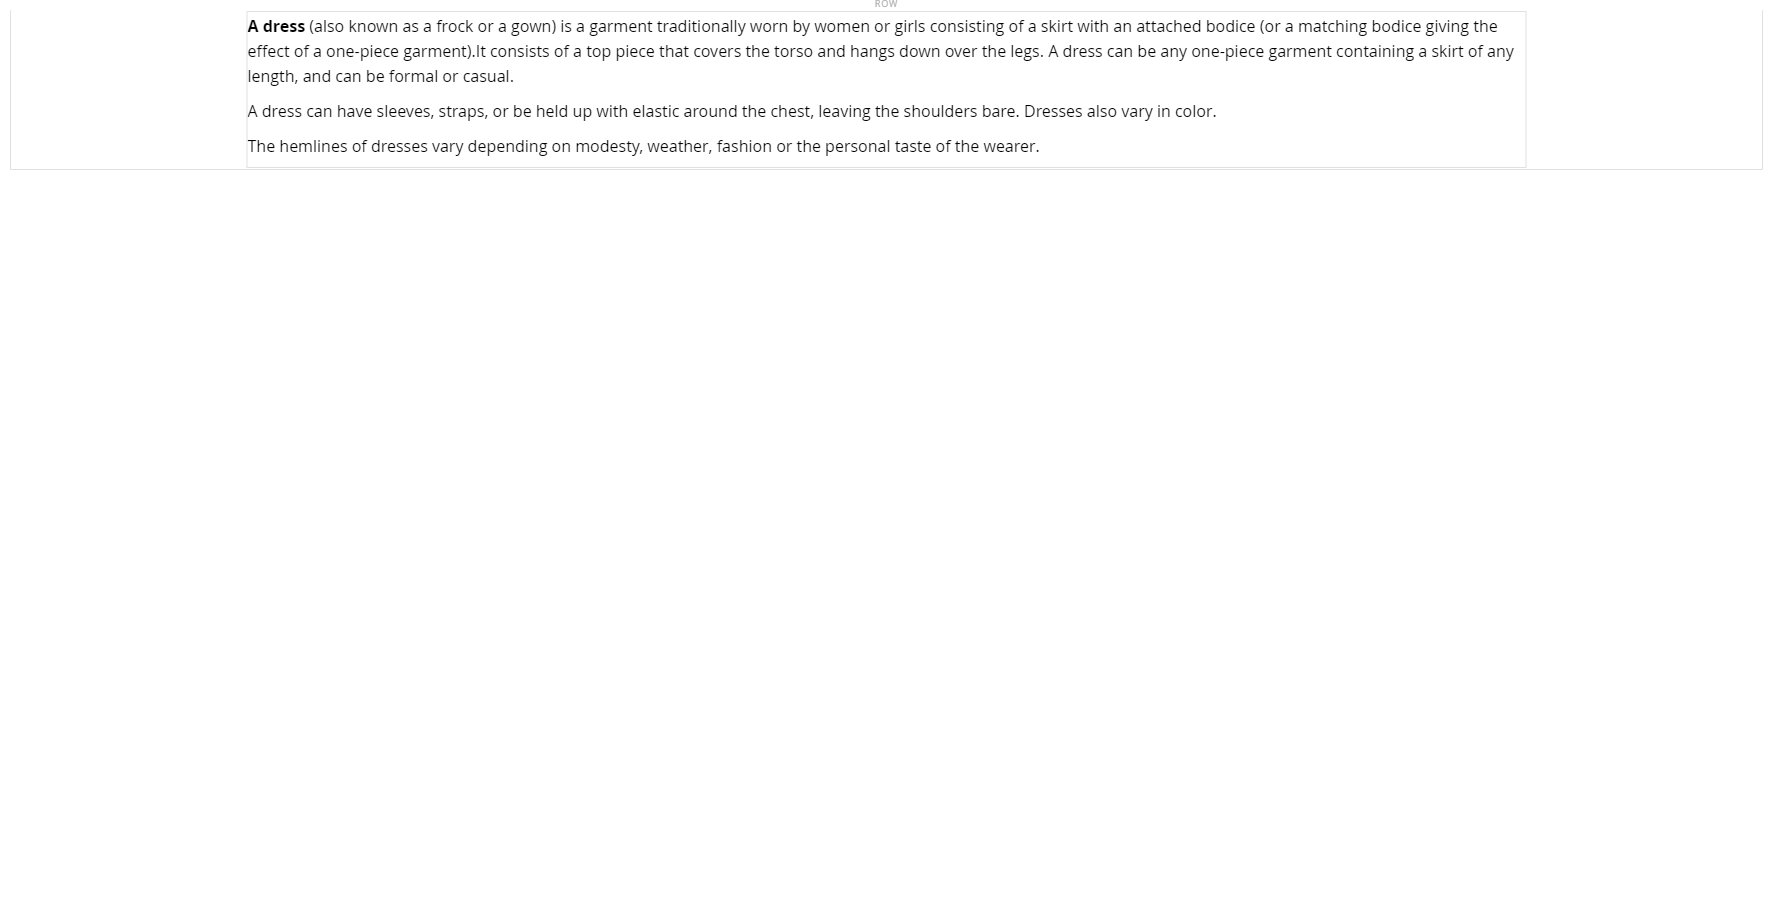 ROW
A dress (also known as a frock or a gown) is a garment traditionally worn by women or girls consisting of a skirt with an attached bodice (or a matching bodice giving the
effect of a one-piece garment).It consists of a top piece that covers the torso and hangs down over the legs. A dress can be any one-piece garment containing a skirt of any
length, and can be formal or casual.
A dress can have sleeves, straps, or be held up with elastic around the chest, leaving the shoulders bare. Dresses also vary in color.
The hemlines of dresses vary depending on modesty, weather, fashion or the personal taste of the wearer.